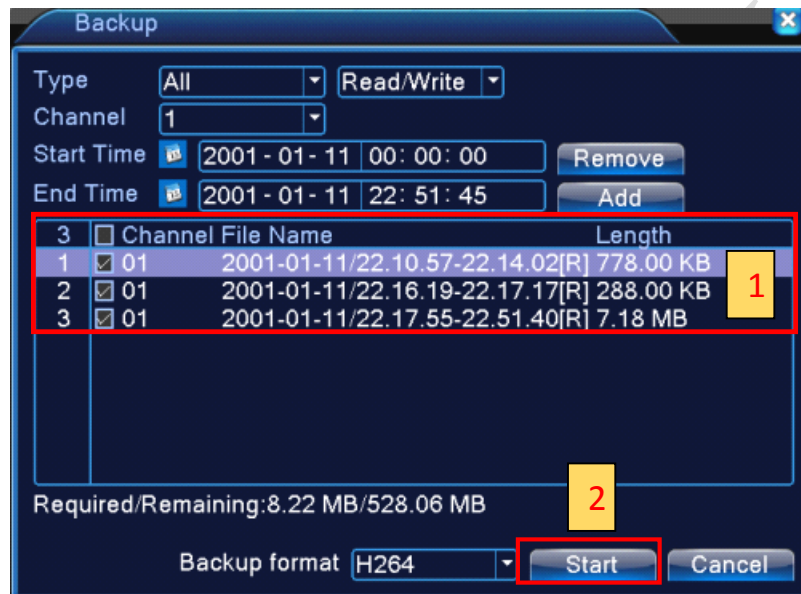 Backup
Type All Read/Write
Channel 1
Start Time 2001 - 01 - 11 00: 00: 00 Remove
End Time 2001 - 01 - 11 22: 51: 45 Add
3 Channel File Name Length
1 01 2001-01-11/22.10.57-22.14.02[R] 778.00 KB
2 01 2001-01-11/22.16.19-22.17.17[R] 288.00 KB
3 01 2001-01-11/22.17.55-22.51.40[R] 7.18 MB
1
Required/Remaining:8.22 MB/528.06 MB
2
Backup format H264 Start Cancel